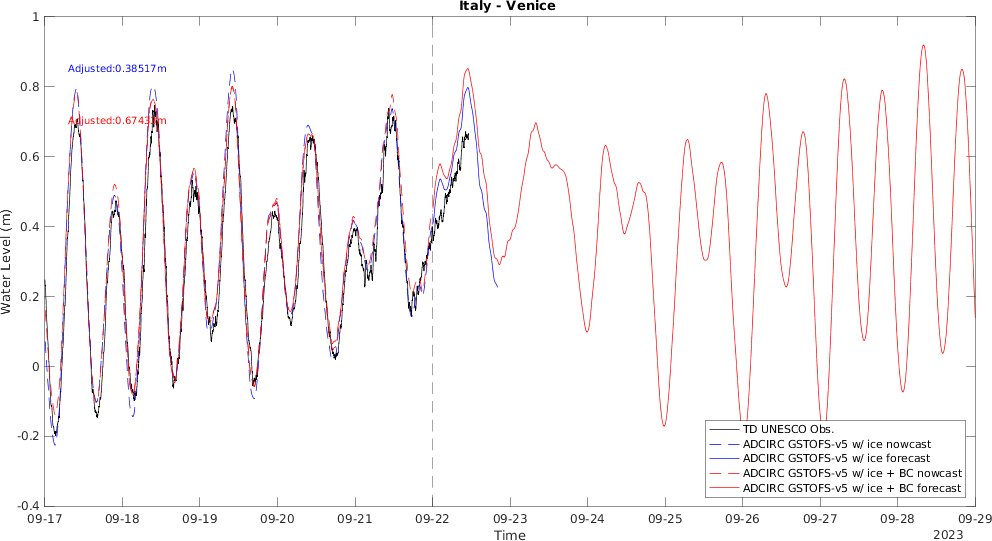 Italy - Venice
Water Level (m)
1
0.8
0.6
0.4
0.2
0
-0.2
-0.4
Adjusted:0.38517m
Adjusted:0.6743 m
TD UNESCO Obs.
ADCIRC GSTOFS-v5 w/ ice nowcast
ADCIRC GSTOFS-v5 w/ ice forecast
ADCIRC GSTOFS-v5 w/ ice + BC nowcast
ADCIRC GSTOFS-v5 w/ ice + BC forecast
09-17 09-18 09-19 09-20 09-21 09-22 09-23 09-24 09-25 09-26 09-27 09-28 09-29
Time
2023